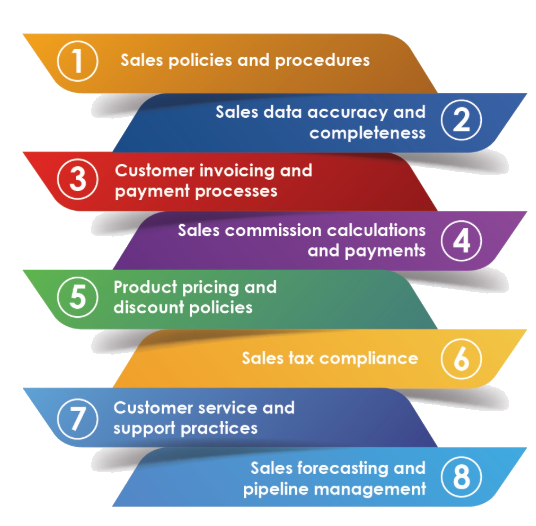 1 Sales policies and procedures
Sales data accuracy and 2
completeness
3 Customer invoicing and
payment processes
Sales commission calculations 4
and payments
5 Product pricing and
discount policies
Sales tax compliance 6
7 Customer service and
support practices
Sales forecasting and 8
pipeline management